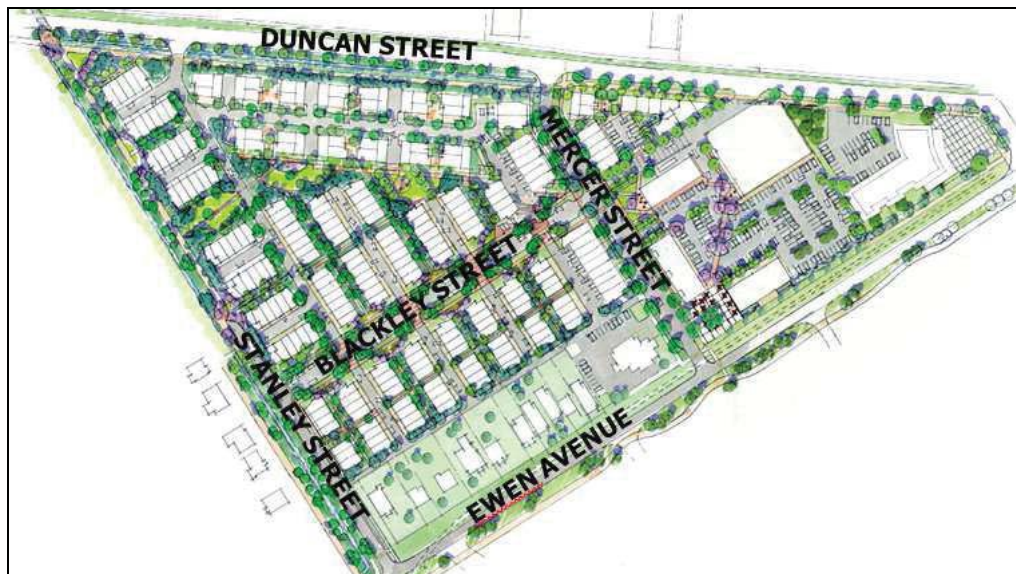 DUNCAN STREET
MERCER STREET
BLACKLEY STREET
STANLEY STREET
EWEN AVENUE